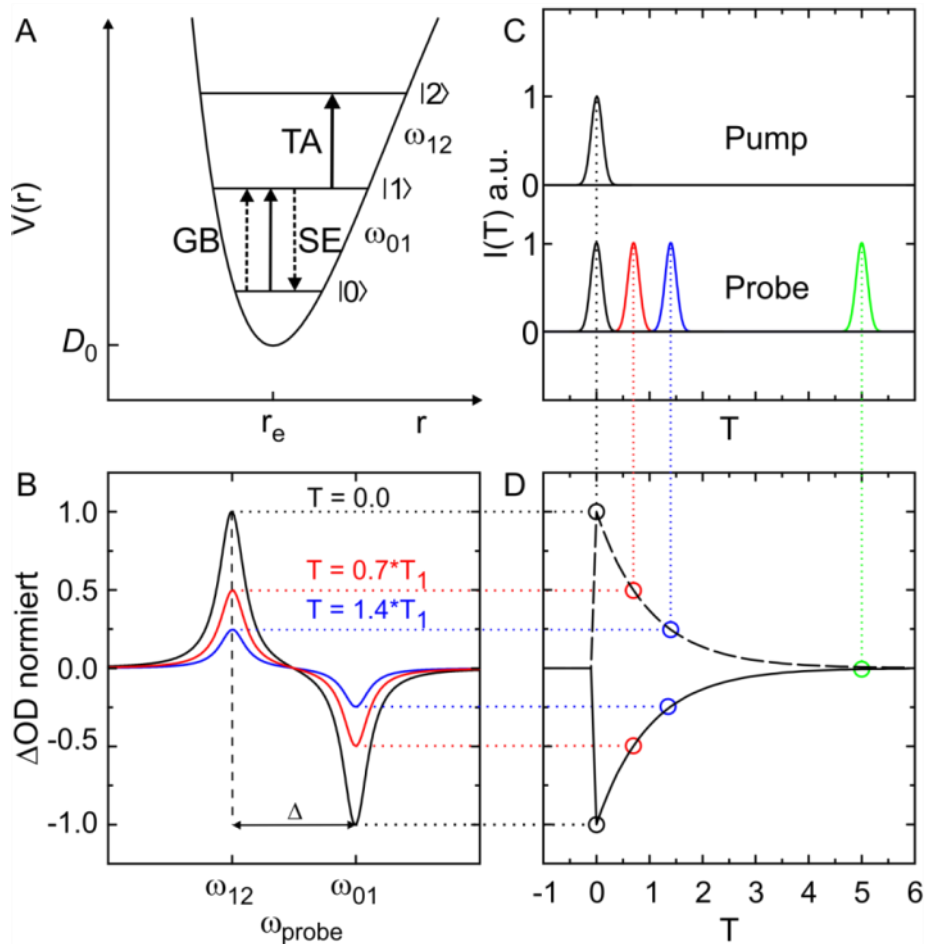 A
V(r)
D₀
rₑ
r
|2⟩
TA
ω₁₂
|1⟩
GB
SE
ω₀₁
|0⟩
C
I(T) a.u.
1
0
Pump
1
0
Probe
T
B
ΔOD normiert
1.0
0.5
0.0
-0.5
-1.0
T = 0.0
T = 0.7*T₁
T = 1.4*T₁
Δ
ω₁₂
ω₀₁
ωprobe
D
-1 0 1 2 3 4 5 6
T